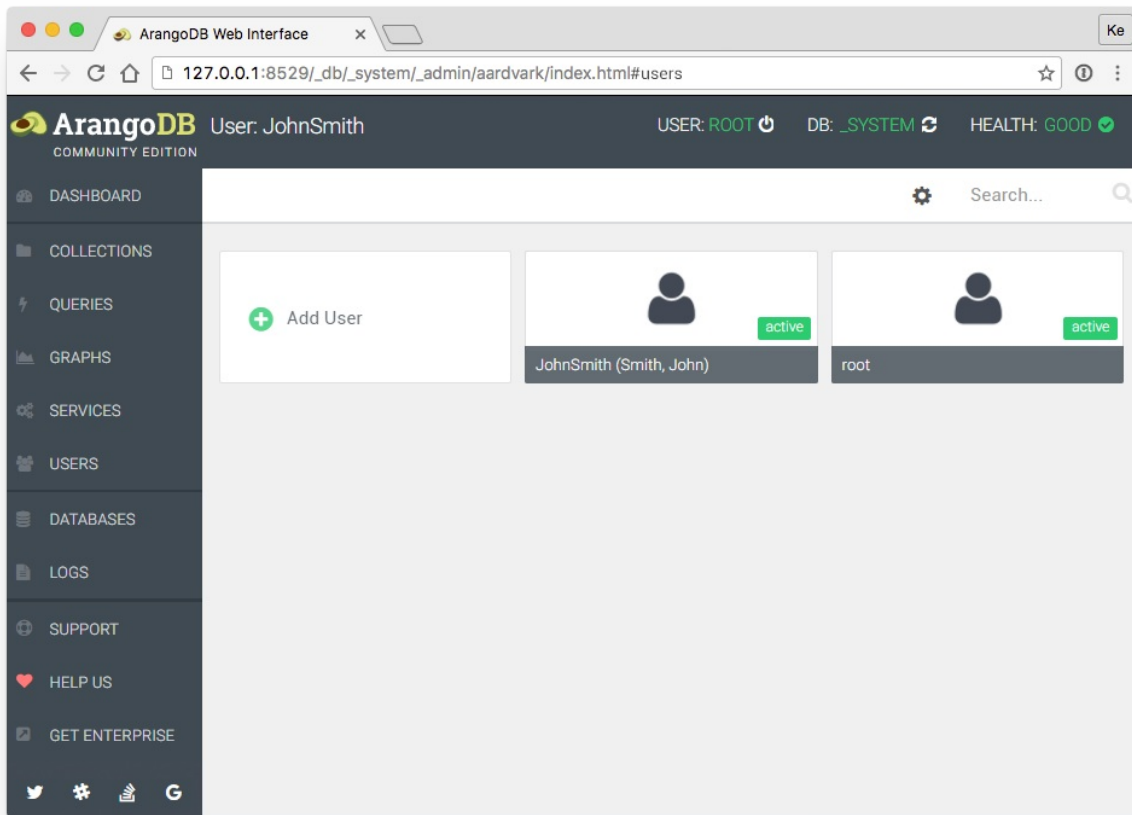 ArangoDB Web Interface
Ke
127.0.0.1:8529/_db/_system/_admin/aardvark/index.html#users
ArangoDB User: JohnSmith USER: ROOT DB: _SYSTEM HEALTH: GOOD
COMMUNITY EDITION
DASHBOARD
Search...
COLLECTIONS
QUERIES
GRAPHS
SERVICES
USERS
DATABASES
LOGS
SUPPORT
HELP US
GET ENTERPRISE
Add User
active
JohnSmith (Smith, John)
active
root